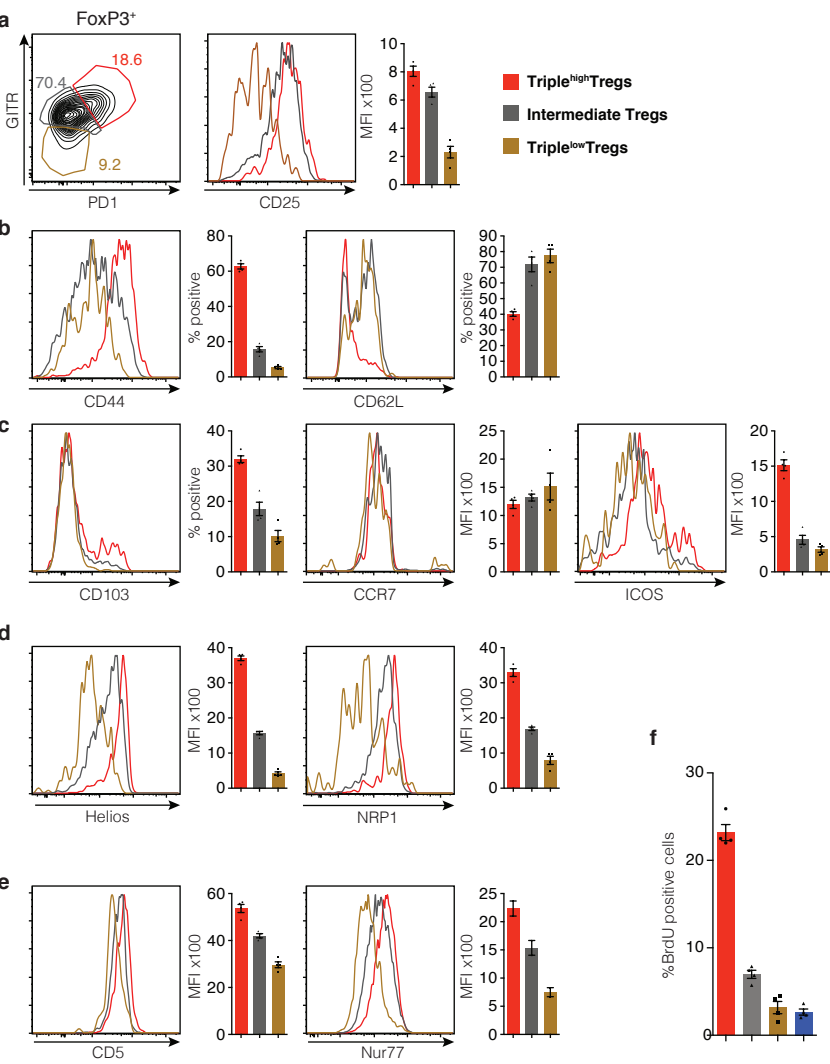 a
FoxP3+
GITR
70.4
18.6
9.2
PD1
CD25
MFI x100
10
8
6
4
2
0
TriplehighTregs
Intermediate Tregs
TriplelowTregs
b
CD44
% positive
80
60
40
20
0
CD62L
% positive
90
80
70
60
50
40
30
20
10
0
c
CD103
% positive
40
30
20
10
0
CCR7
MFI x100
25
20
15
10
5
0
ICOS
MFI x100
20
15
10
5
0
d
Helios
MFI x100
40
30
20
10
0
NRP1
MFI x100
40
30
20
10
0
e
CD5
MFI x100
60
40
20
0
Nur77
MFI x100
25
20
15
10
5
0
f
%BrdU positive cells
30
20
10
0